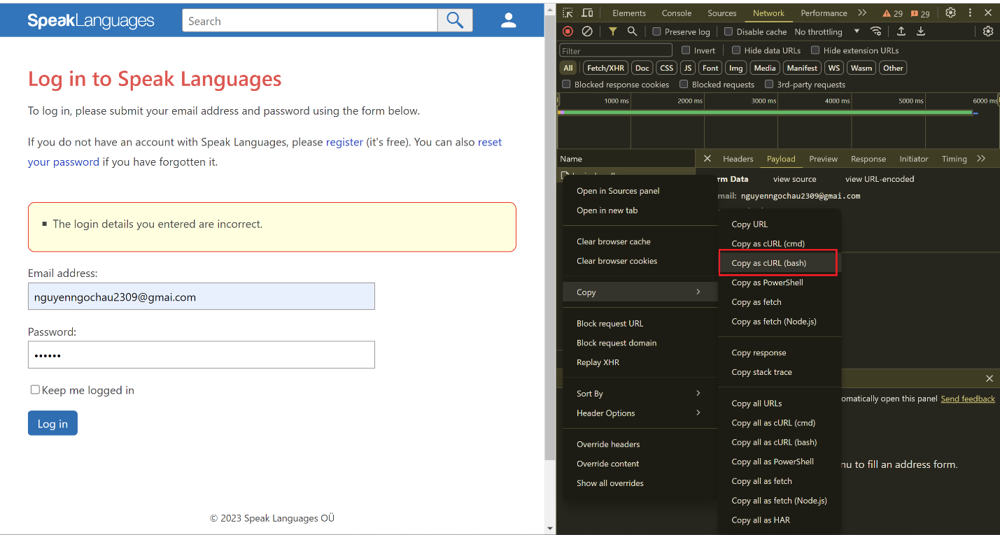 SpeakLanguages
Search
Log in to Speak Languages
To log in, please submit your email address and password using the form below.
If you do not have an account with Speak Languages, please register (it's free). You can also reset
your password if you have forgotten it.
The login details you entered are incorrect.
Email address:
nguyenngochau2309@gmai.com
Password:
••••••
Keep me logged in
Log in
© 2023 Speak Languages OÜ
Elements Console Sources Network Performance 29 29
Preserve log Disable cache No throttling
Filter Invert Hide data URLs Hide extension URLs
All Fetch/XHR Doc CSS JS Font Img Media Manifest WS Wasm Other
Blocked response cookies Blocked requests 3rd-party requests
1000 ms 2000 ms 3000 ms 4000 ms 5000 ms 6000 ms
Name Headers Payload Preview Response Initiator Timing
rm Data view source view URL-encoded
mail: nguyenngochau2309@gmai.com
Open in Sources panel
Open in new tab
Clear browser cache
Clear browser cookies
Copy
Block request URL
Block request domain
Replay XHR
Sort By
Header Options
Override headers
Override content
Show all overrides
Copy URL
Copy as cURL (cmd)
Copy as cURL (bash)
Copy as PowerShell
Copy as fetch
Copy as fetch (Node.js)
Copy response
Copy stack trace
Copy all URLs
Copy all as cURL (cmd)
Copy all as cURL (bash)
Copy all as PowerShell
Copy all as fetch
Copy all as fetch (Node.js)
Copy all as HAR
omatically open this panel Send feedback
nu to fill an address form.